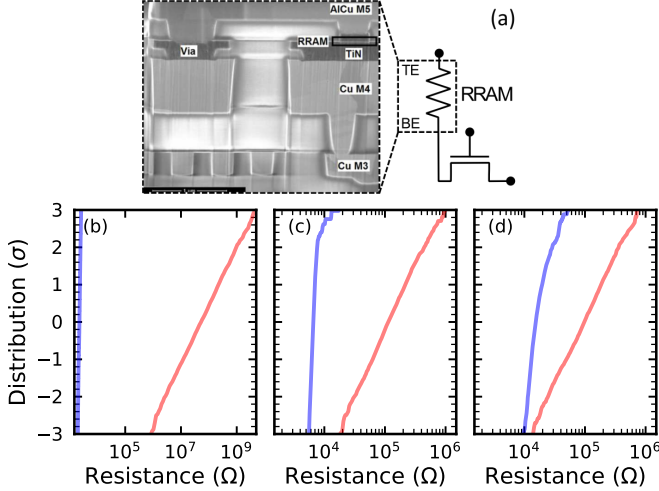 AlCu M5
(a)
RRAM
Via
TiN
TE
Cu M4
RRAM
BE
Cu M3
3
2
1
0
−1
−2
−3
Distribution (σ)
(b)
(c)
(d)
10⁵ 10⁷ 10⁹
10⁴ 10⁵ 10⁶
10⁴ 10⁵ 10⁶
Resistance (Ω) Resistance (Ω) Resistance (Ω)